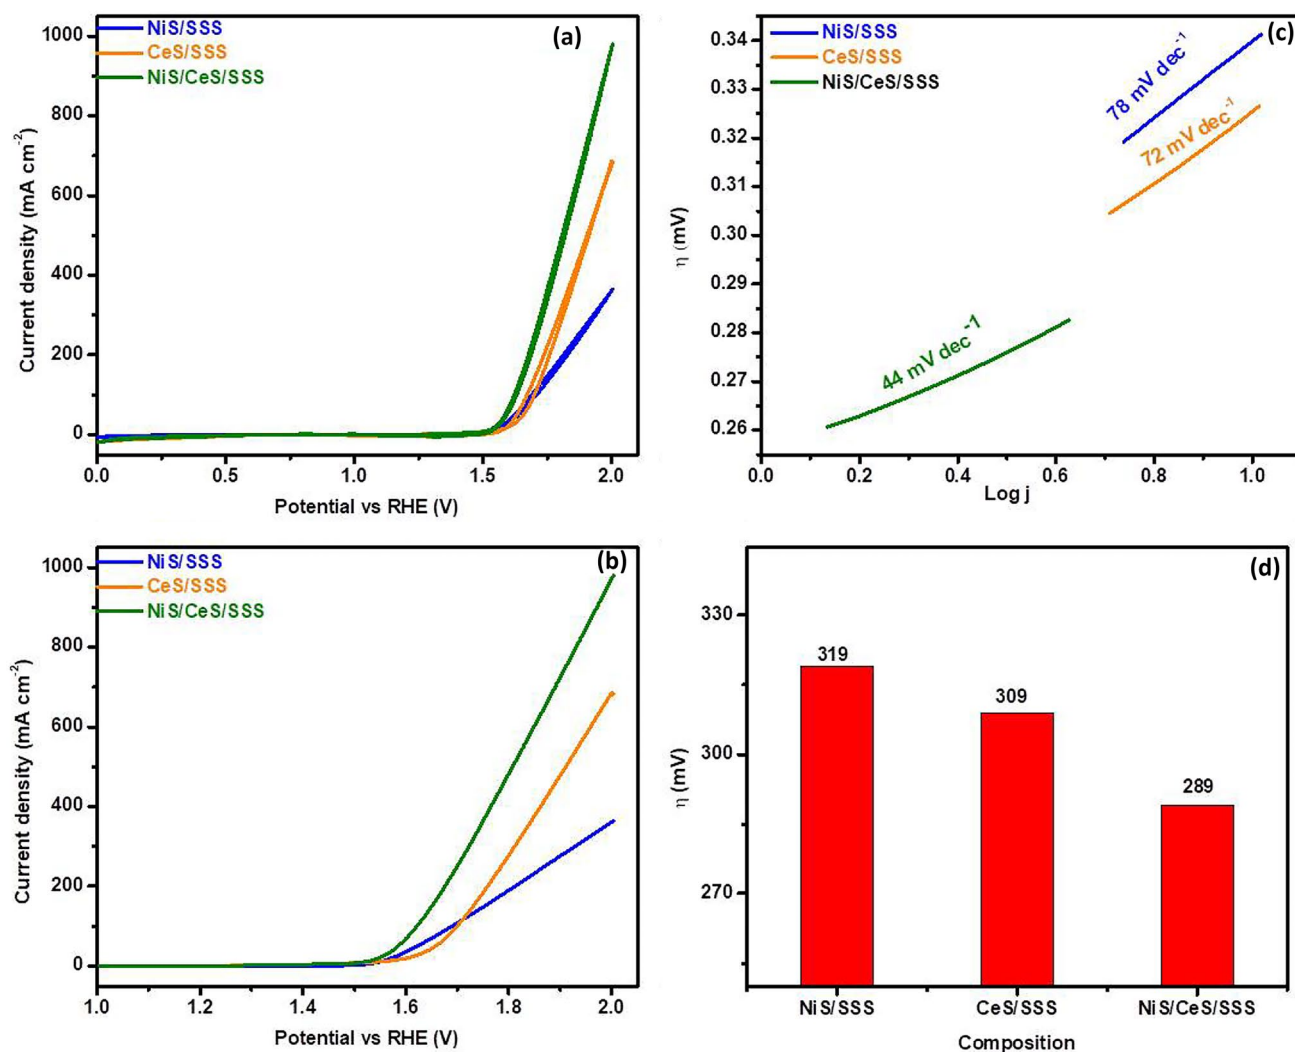 (a)
NiS/SSS
CeS/SSS
NiS/CeS/SSS
1000
800
600
400
200
0
0.0 0.5 1.0 1.5 2.0
Current density (mA cm-2)
Potential vs RHE (V)
(c)
NiS/SSS
CeS/SSS
NiS/CeS/SSS
78 mV dec-1
72 mV dec-1
44 mV dec-1
0.34
0.33
0.32
0.31
0.30
0.29
0.28
0.27
0.26
0.0 0.2 0.4 0.6 0.8 1.0
η (mV)
Log j
(b)
NiS/SSS
CeS/SSS
NiS/CeS/SSS
1000
800
600
400
200
0
1.0 1.2 1.4 1.6 1.8 2.0
Current density (mA cm-2)
Potential vs RHE (V)
(d)
330
300
270
319
309
289
η (mV)
NiS/SSS CeS/SSS NiS/CeS/SSS
Composition